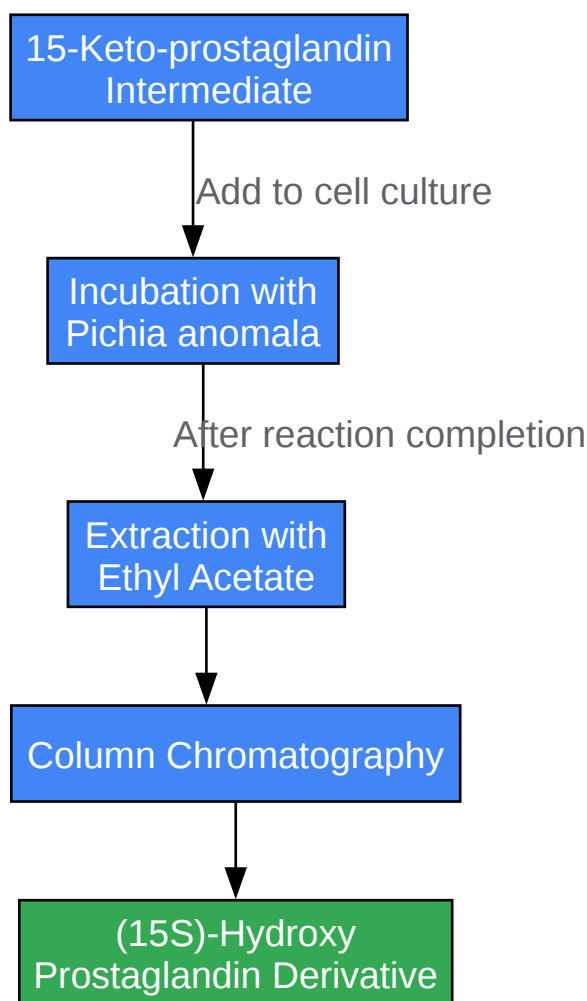 15-Keto-prostaglandin
Intermediate
Add to cell culture
Incubation with
Pichia anomala
After reaction completion
Extraction with
Ethyl Acetate
Column Chromatography
(15S)-Hydroxy
Prostaglandin Derivative